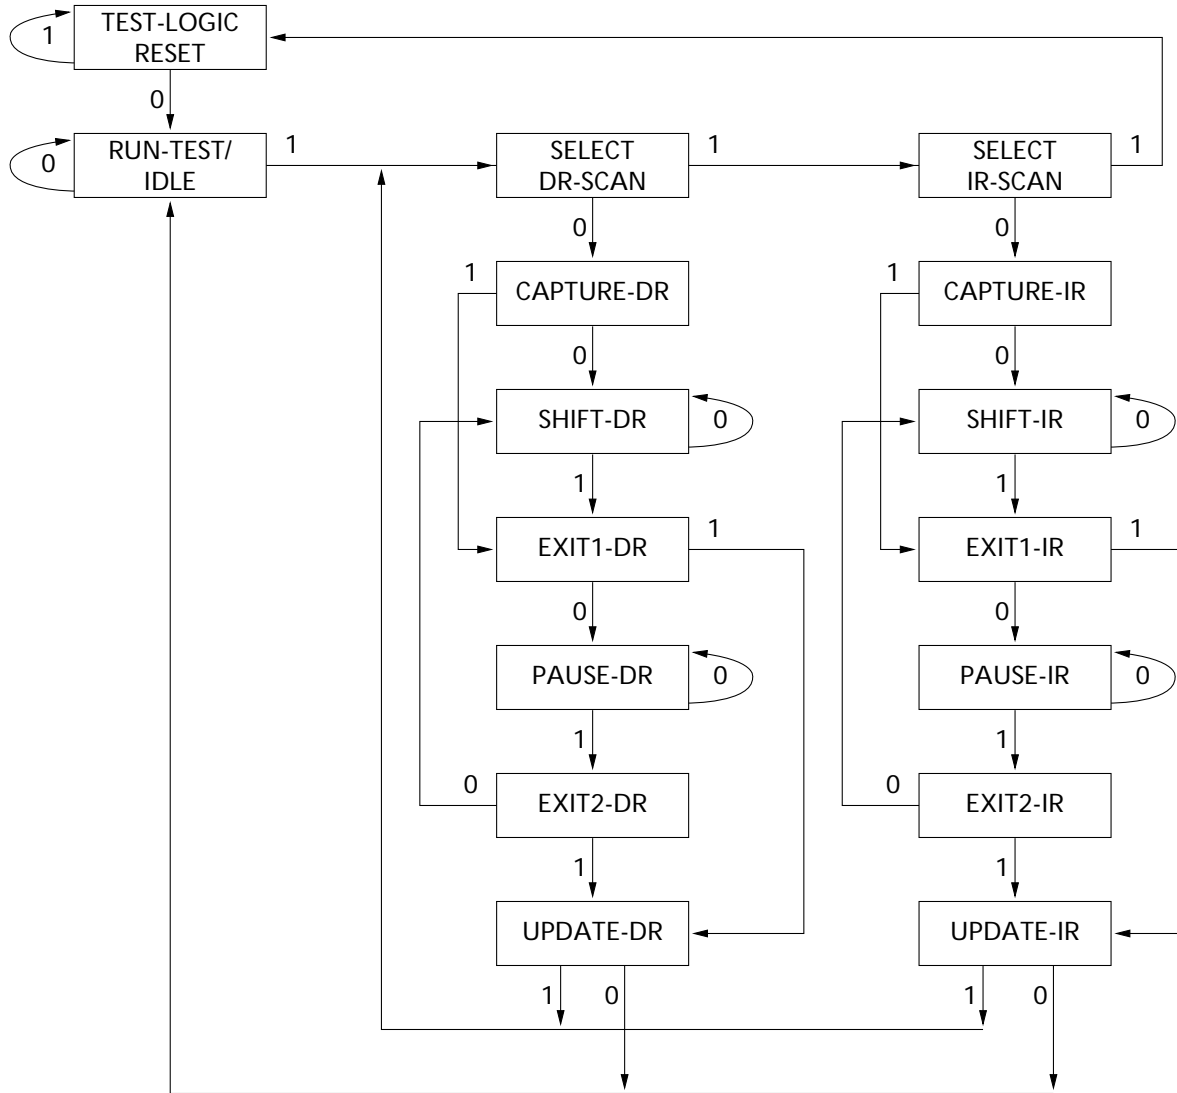 TEST-LOGIC
RESET
1
0
RUN-TEST/
IDLE
0
1
SELECT
DR-SCAN
1
SELECT
IR-SCAN
1
0
0
1
CAPTURE-DR
1
CAPTURE-IR
0
0
SHIFT-DR
0
SHIFT-IR
0
1
1
EXIT1-DR
1
EXIT1-IR
1
0
0
PAUSE-DR
0
PAUSE-IR
0
1
1
0
EXIT2-DR
0
EXIT2-IR
1
1
UPDATE-DR
UPDATE-IR
1
0
1
0